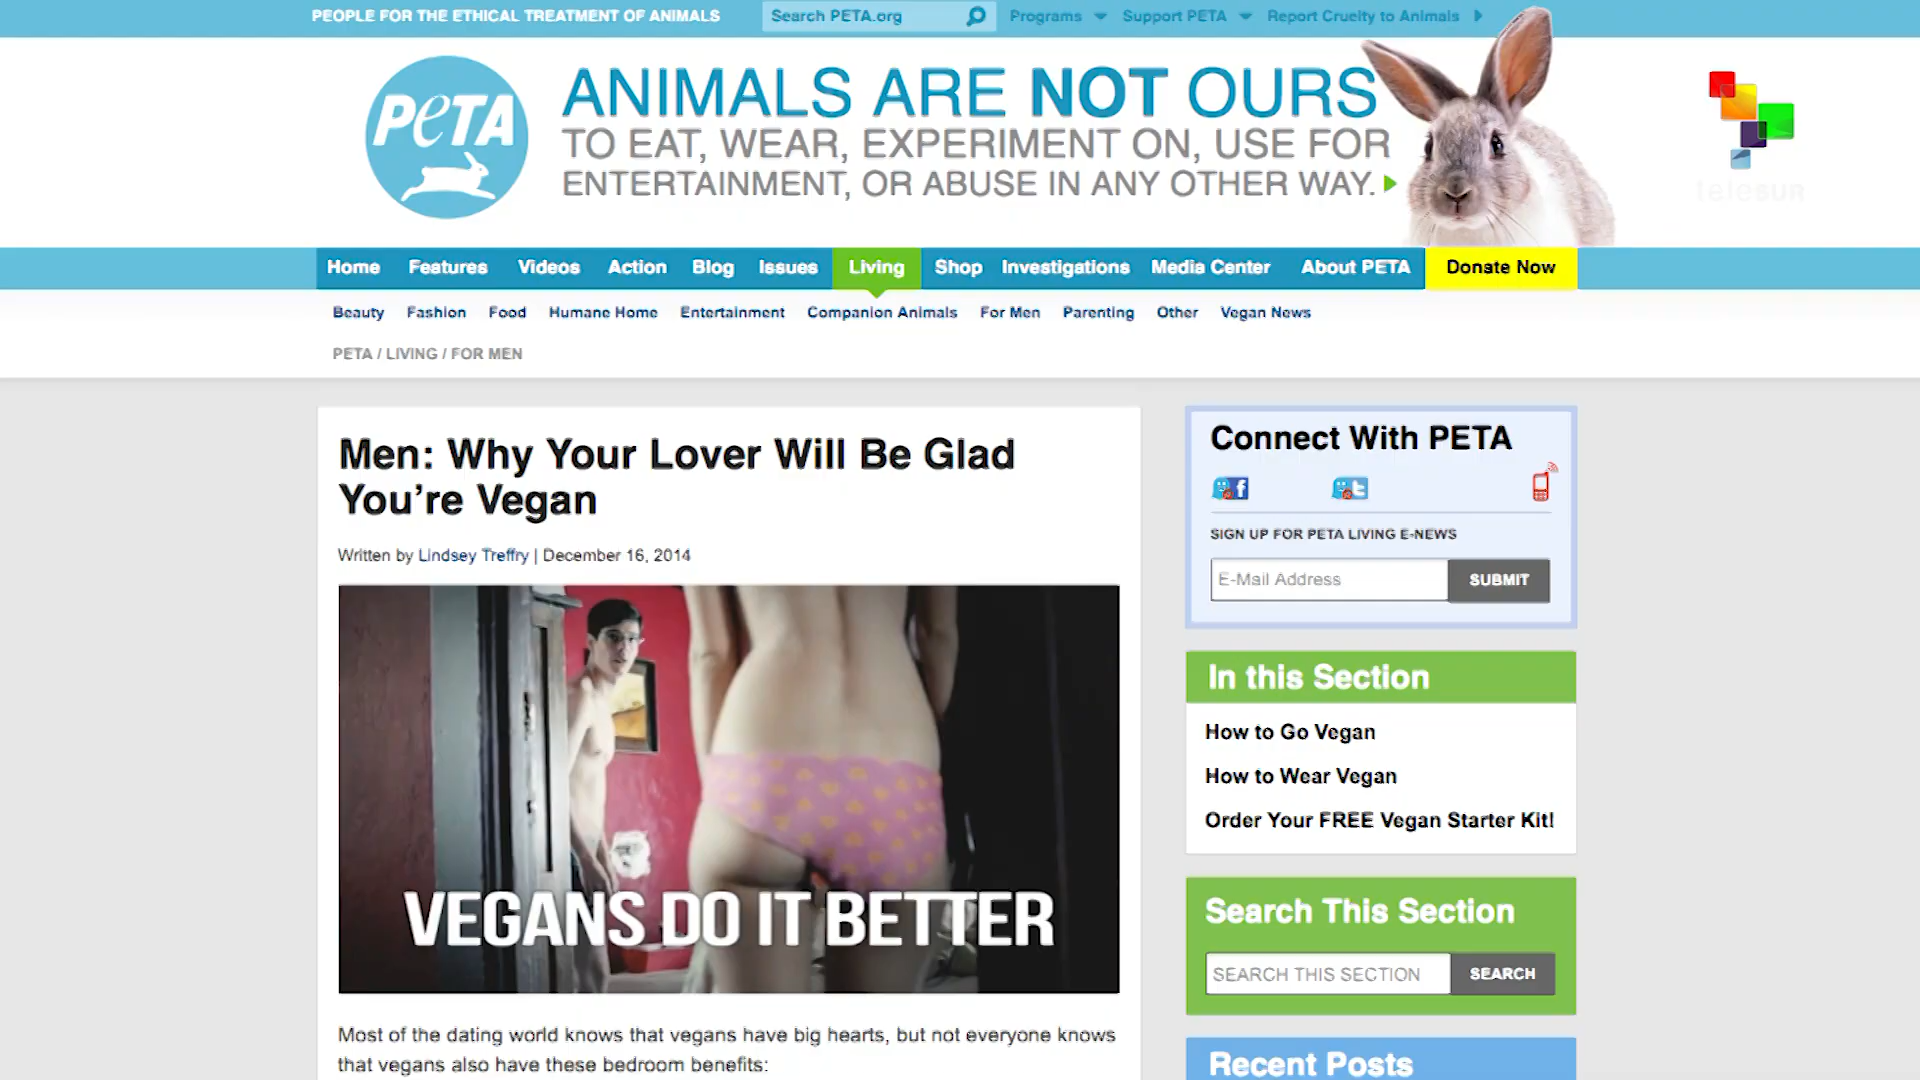 PEOPLE FOR THE ETHICAL TREATMENT OF ANIMALS
Search PETA.org
Programs
Support PETA
Report Cruelty to Animals
PeTA
ANIMALS ARE NOT OURS
TO EAT, WEAR, EXPERIMENT ON, USE FOR
ENTERTAINMENT, OR ABUSE IN ANY OTHER WAY.
teleSUR
Home Features Videos Action Blog Issues Living Shop Investigations Media Center About PETA Donate Now
Beauty Fashion Food Humane Home Entertainment Companion Animals For Men Parenting Other Vegan News
PETA / LIVING / FOR MEN
Men: Why Your Lover Will Be Glad
You're Vegan
Written by Lindsey Treffry | December 16, 2014
VEGANS DO IT BETTER
Most of the dating world knows that vegans have big hearts, but not everyone knows
that vegans also have these bedroom benefits:
Connect With PETA
SIGN UP FOR PETA LIVING E-NEWS
E-Mail Address
SUBMIT
In this Section
How to Go Vegan
How to Wear Vegan
Order Your FREE Vegan Starter Kit!
Search This Section
SEARCH THIS SECTION
SEARCH
Recent Posts